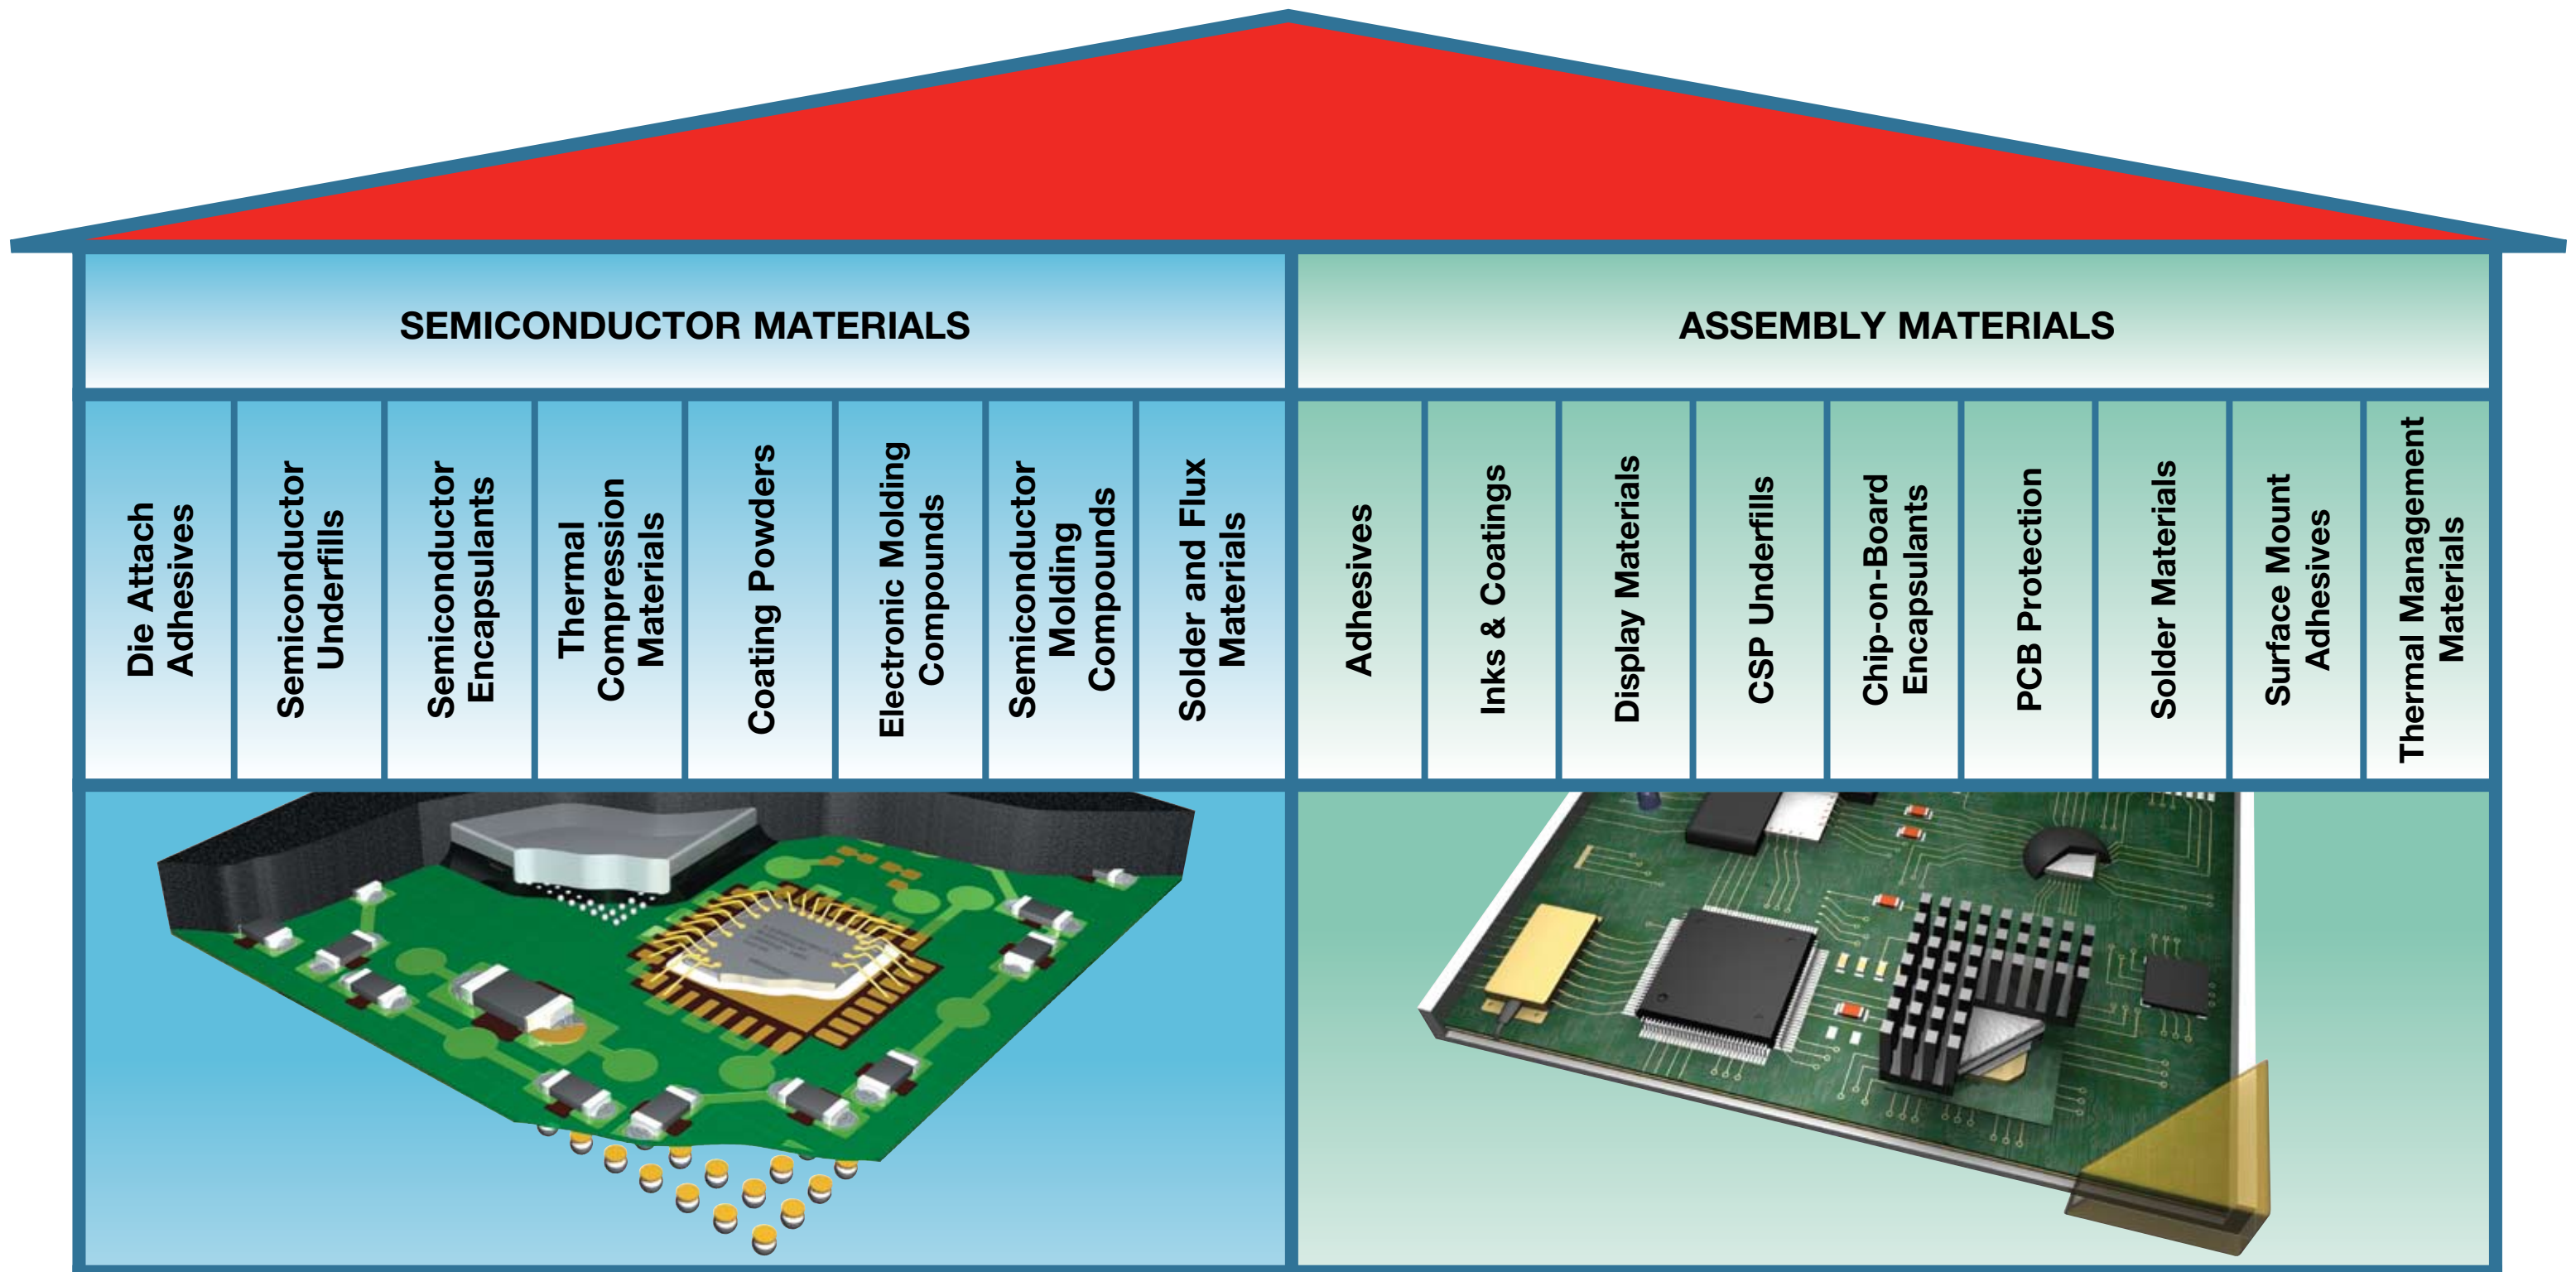 SEMICONDUCTOR MATERIALS
ASSEMBLY MATERIALS
Die Attach
Adhesives
Semiconductor
Underfills
Semiconductor
Encapsulants
Thermal
Compression
Materials
Coating Powders
Electronic Molding
Compounds
Semiconductor
Molding
Compounds
Solder and Flux
Materials
Adhesives
Inks & Coatings
Display Materials
CSP Underfills
Chip-on-Board
Encapsulants
PCB Protection
Solder Materials
Surface Mount
Adhesives
Thermal Management
Materials